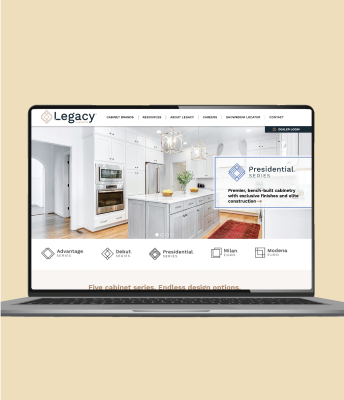 Legacy
CABINET BRANDS RESOURCES ABOUT LEGACY CAREERS SHOWROOM LOCATOR CONTACT
DEALER LOGIN
Presidential
SERIES
Premier, bench-built cabinetry
with exclusive finishes and elite
construction
Advantage
SERIES
Debut
SERIES
Presidential
SERIES
Milan
EURO
Modena
EURO
Five cabinet series. Endless design options.